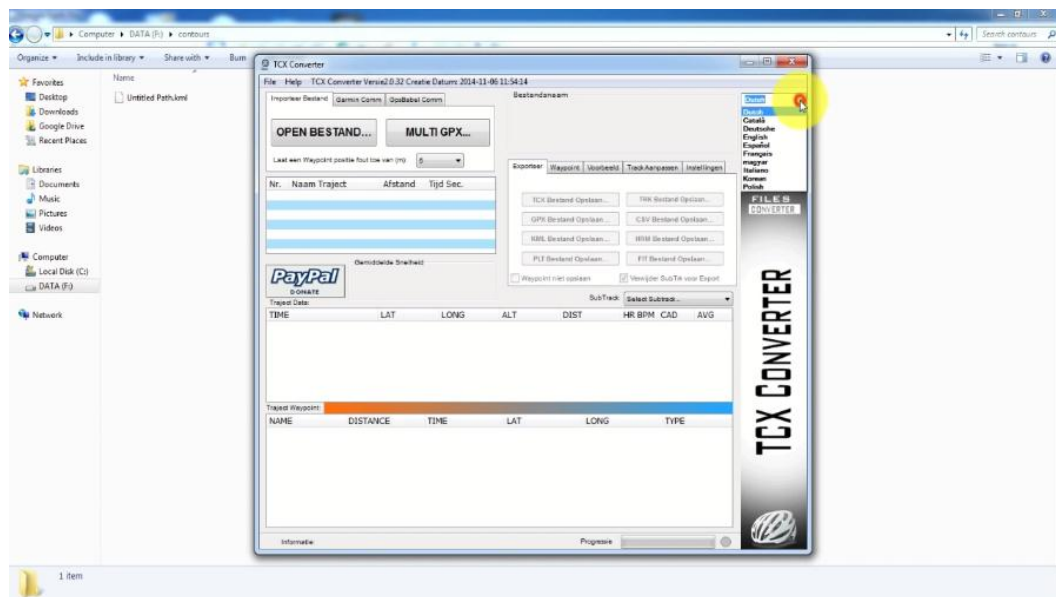 Computer ▸ DATA (F:) ▸ contours
Search contours
Organize
Include in library
Share with
Burn
Favorites
Desktop
Downloads
Google Drive
Recent Places
Libraries
Documents
Music
Pictures
Videos
Computer
Local Disk (C:)
DATA (F:)
Network
Name
Untitled Path.kml
TCX Converter
File Help TCX Converter Versie2.0.32 Creatie Datum: 2014-11-06 11:54:14
Importeer Bestand Garmin Comm GpsBabel Comm
OPEN BESTAND... MULTI GPX...
Laat een Waypoint positie fout toe van (m) 5
Nr. Naam Traject Afstand Tijd Sec.
Gemiddelde Snelheid:
PayPal
DONATE
Bestandsnaam
Exporteer Waypoint Voorbeeld Track Aanpassen Instellingen
TCX Bestand Opslaan... TRK Bestand Opslaan...
GPX Bestand Opslaan... CSV Bestand Opslaan...
KML Bestand Opslaan... HRM Bestand Opslaan...
PLT Bestand Opslaan... FIT Bestand Opslaan...
Waypoint niet opslaan Verwijder SubTrk voor Export
SubTrack Select Subtrack...
Traject Data:
TIME LAT LONG ALT DIST HR BPM CAD AVG
Traject Waypoint:
NAME DISTANCE TIME LAT LONG TYPE
Informatie: Progressie
Dutch
Dutch
Català
Deutsche
English
Español
Français
magyar
Italiano
Korean
Polish
FILES
CONVERTER
TCX CONVERTER
1 item